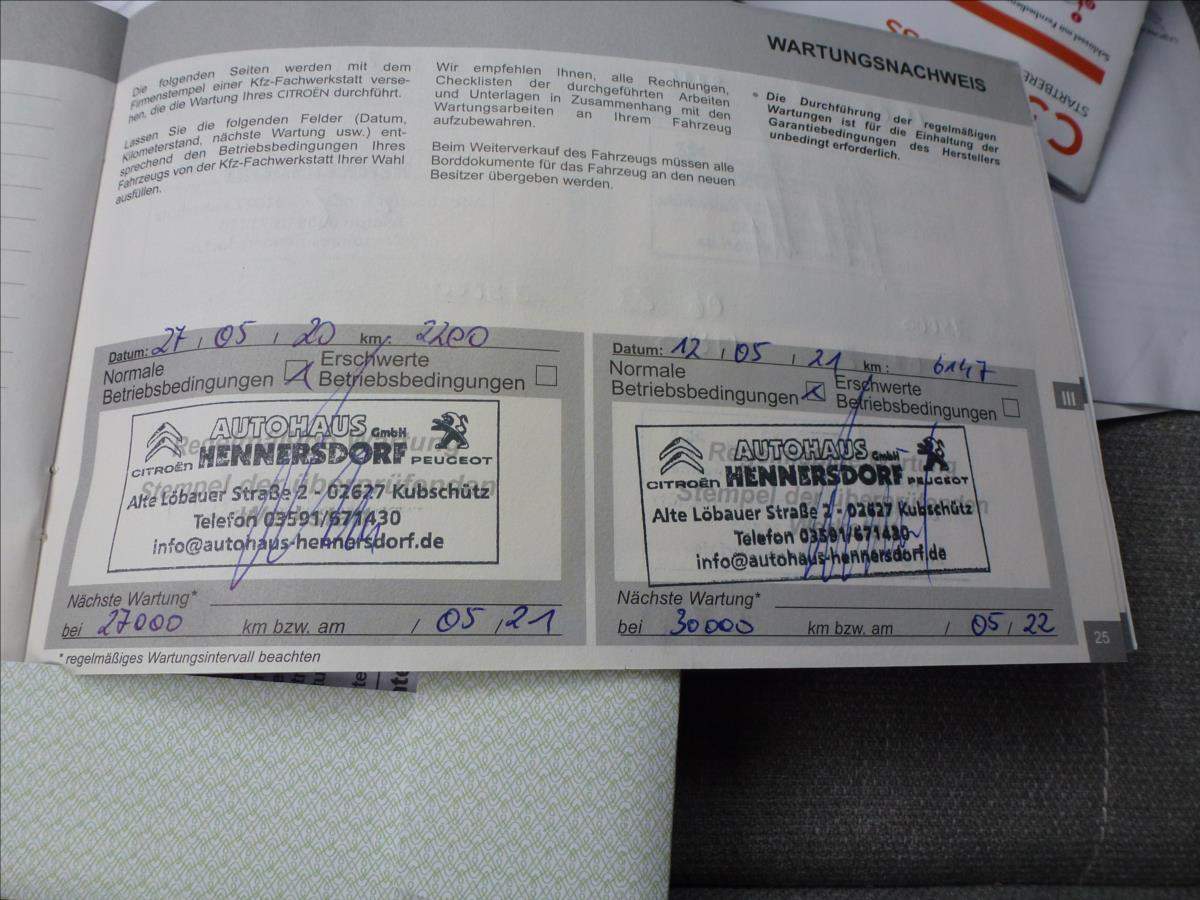 WARTUNGSNACHWEIS
Die folgenden Seiten werden mit dem
Firmenstempel einer Kfz-Fachwerkstatt verse-
hen, die die Wartung Ihres CITROËN durchführt.
Lassen Sie die folgenden Felder (Datum,
Kilometerstand, nächste Wartung usw.) ent-
sprechend den Betriebsbedingungen Ihres
Fahrzeugs von der Kfz-Fachwerkstatt Ihrer Wahl
ausfüllen.
Wir empfehlen Ihnen, alle Rechnungen,
Checklisten der durchgeführten Arbeiten
und Unterlagen in Zusammenhang mit den
Wartungsarbeiten an Ihrem Fahrzeug
aufzubewahren.
Beim Weiterverkauf des Fahrzeugs müssen alle
Borddokumente für das Fahrzeug an den neuen
Besitzer übergeben werden.
* Die Durchführung der regelmäßigen
Wartungen ist für die Einhaltung der
Garantiebedingungen des Herstellers
unbedingt erforderlich.
Datum: 27 / 05 / 20 km: 2200
Normale
Betriebsbedingungen
Erschwerte
Betriebsbedingungen
AUTOHAUS GmbH
CITROËN HENNERSDORF PEUGEOT
Alte Löbauer Straße 2 - 02627 Kubschütz
Telefon 03591/671430
info@autohaus-hennersdorf.de
Nächste Wartung*
bei 27000 km bzw. am / 05 / 21
* regelmäßiges Wartungsintervall beachten
Datum: 12 / 05 / 21 km: 6147
Normale
Betriebsbedingungen
Erschwerte
Betriebsbedingungen
AUTOHAUS GmbH
CITROËN HENNERSDORF PEUGEOT
Alte Löbauer Straße 2 - 02627 Kubschütz
Telefon 03591/671430
info@autohaus-hennersdorf.de
Nächste Wartung*
bei 30000 km bzw. am / 05 / 22
III
25